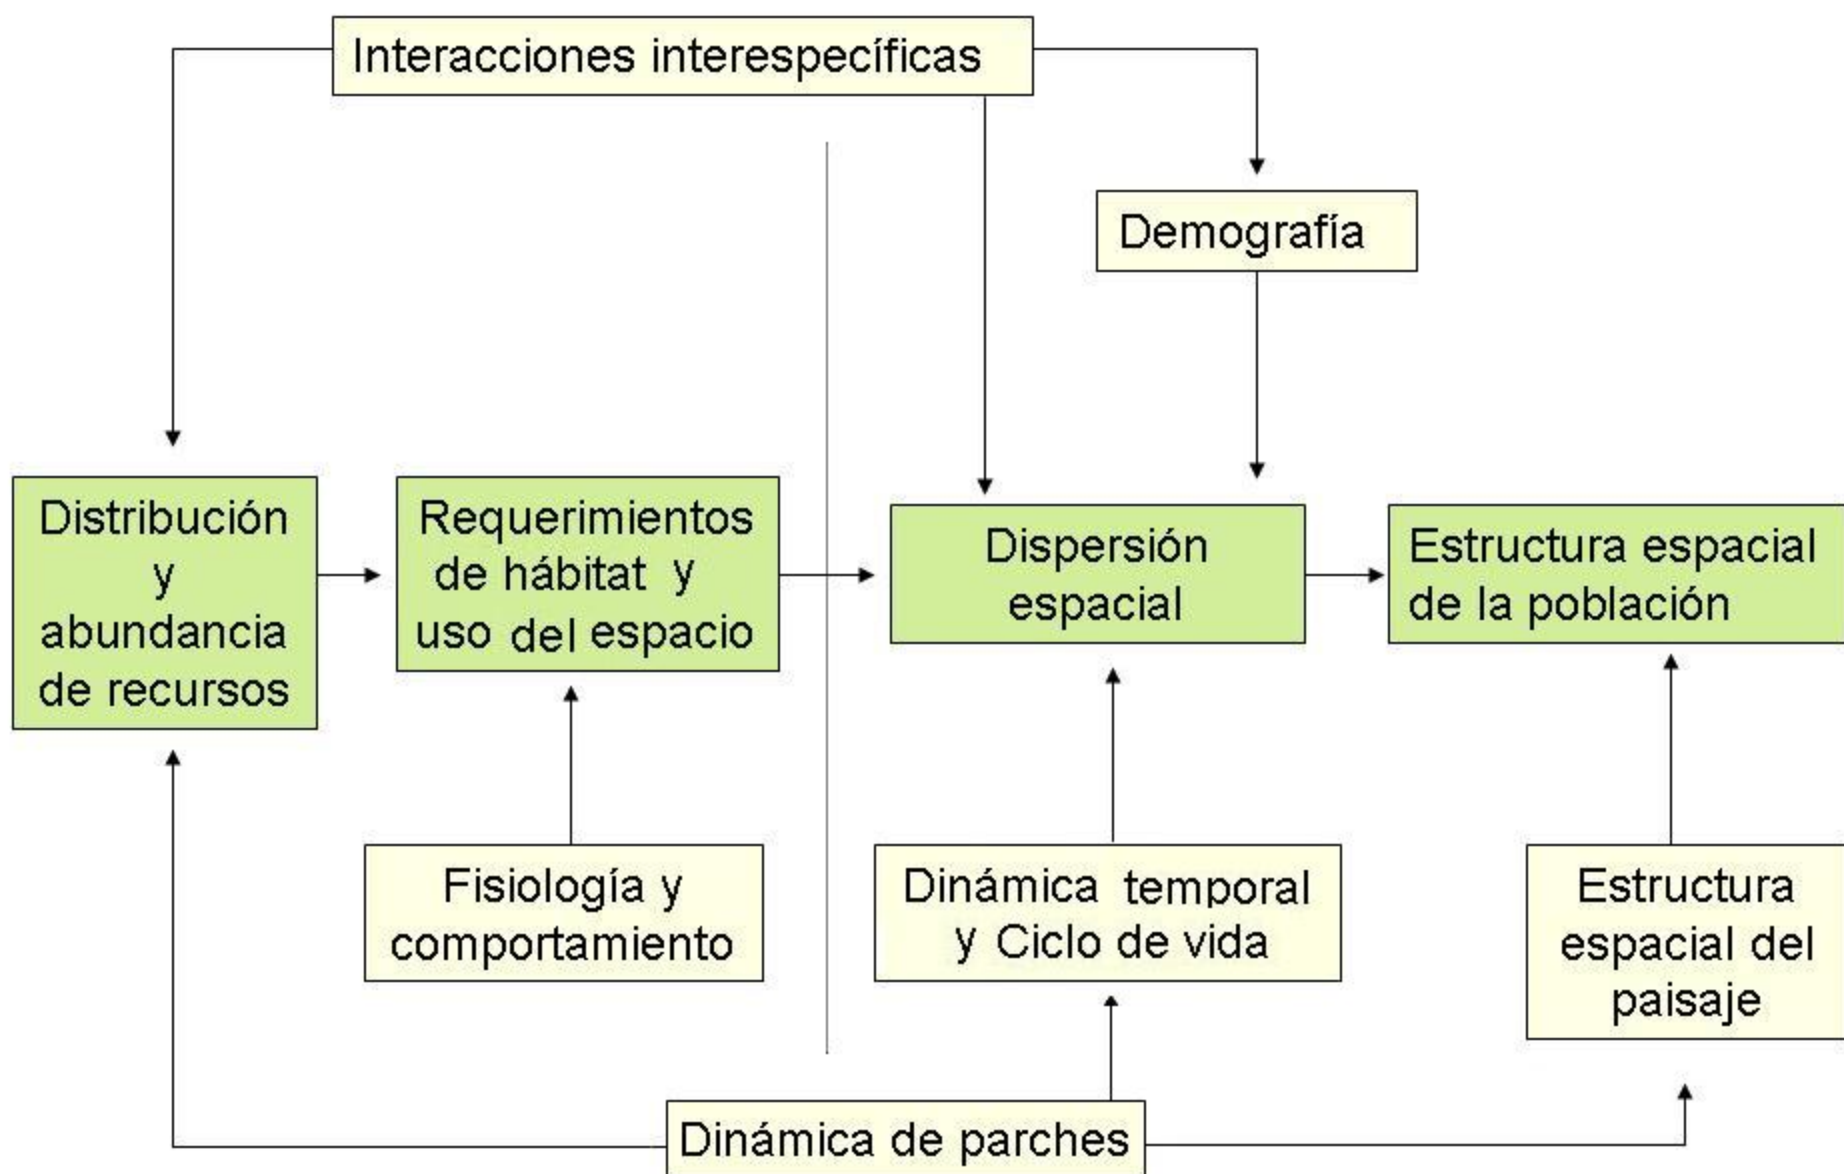 Interacciones interespecíficas
Demografía
Distribución
y
abundancia
de recursos
Requerimientos
de hábitat y
uso del espacio
Dispersión
espacial
Estructura espacial
de la población
Fisiología y
comportamiento
Dinámica temporal
y Ciclo de vida
Estructura
espacial del
paisaje
Dinámica de parches